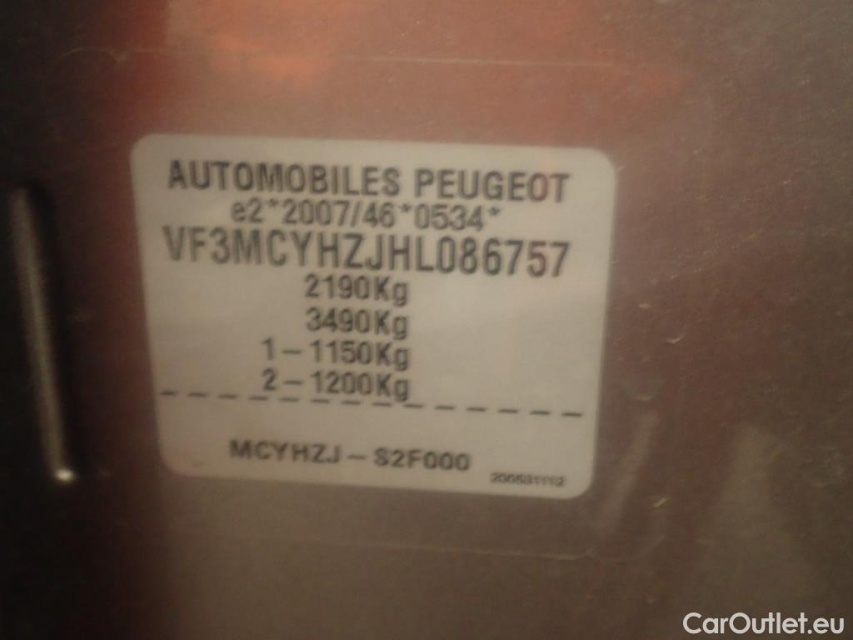 AUTOMOBILES PEUGEOT
e2*2007/46*0534*
VF3MCYHZJHL086757
2190Kg
3490Kg
1-1150Kg
2-1200Kg
MCYHZJ-S2F000
CarOutlet.eu